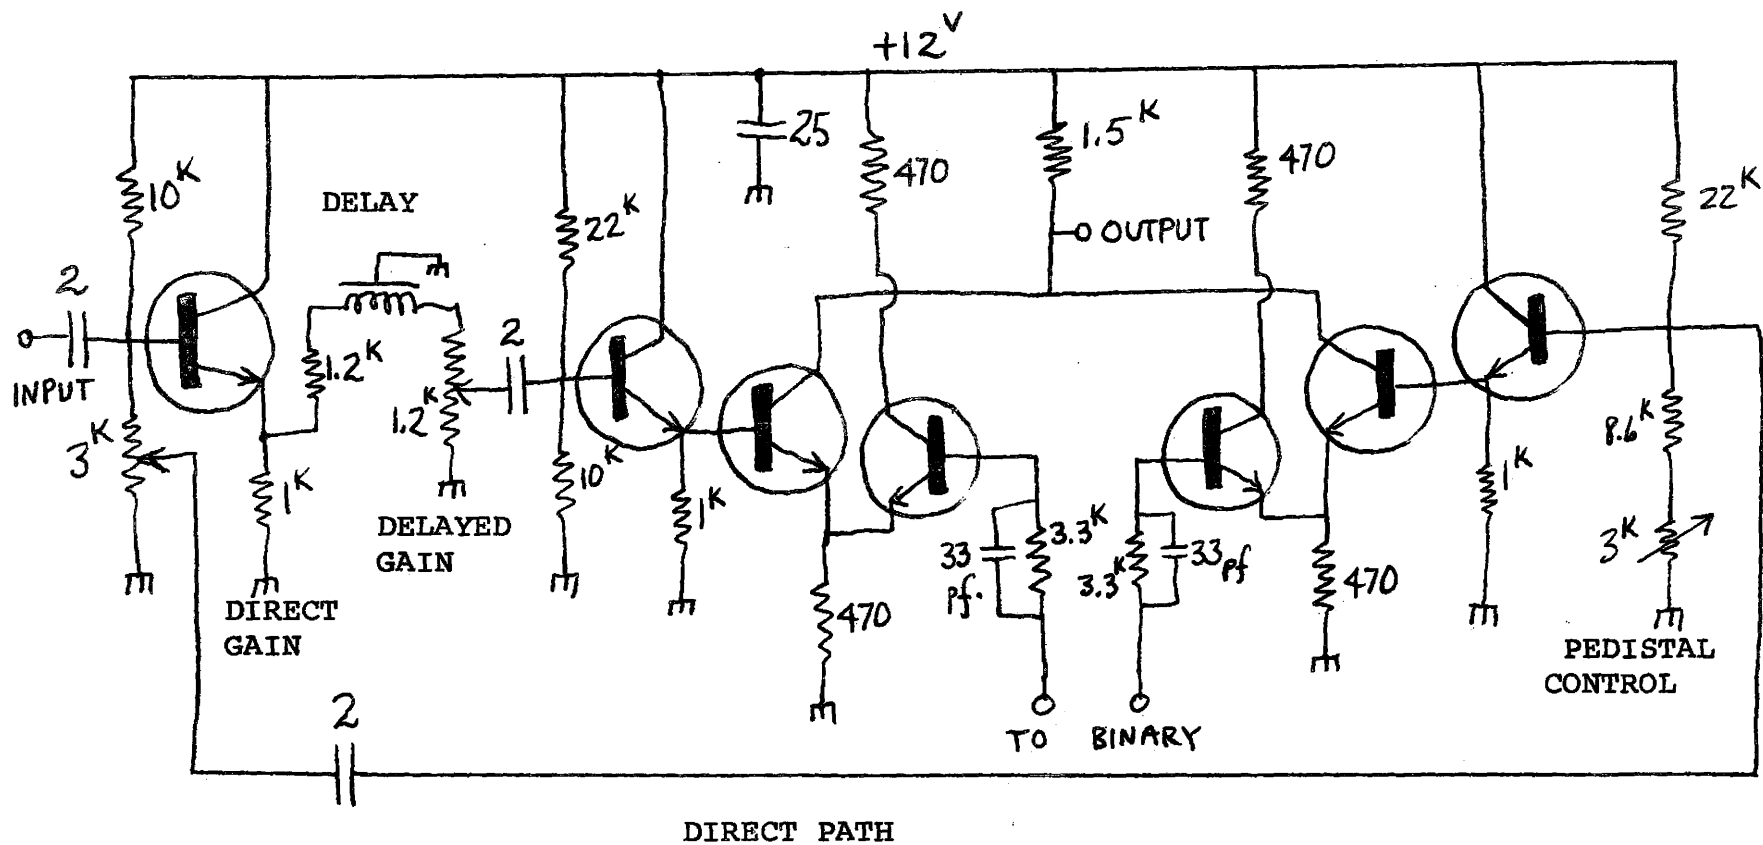 +12V
10K
DELAY
22K
25
470
1.5K
470
22K
OUTPUT
2
INPUT
1.2K
2
1.2K
3K
1K
DELAYED
GAIN
10K
1K
33
pf.
3.3K
3.3K
33 pf
1K
8.6K
3K
DIRECT
GAIN
470
470
PEDISTAL
CONTROL
2
TO BINARY
DIRECT PATH